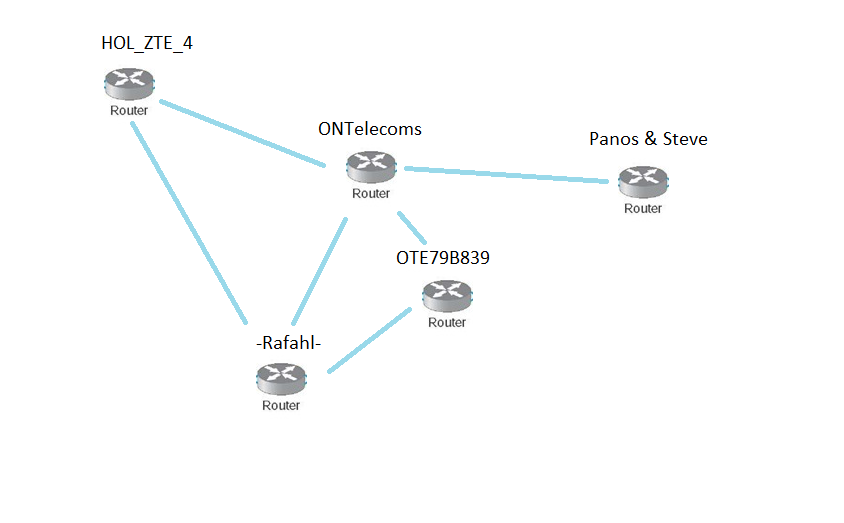 HOL_ZTE_4
Router
ONTelecoms
Router
Panos & Steve
Router
OTE79B839
Router
-Rafahl-
Router